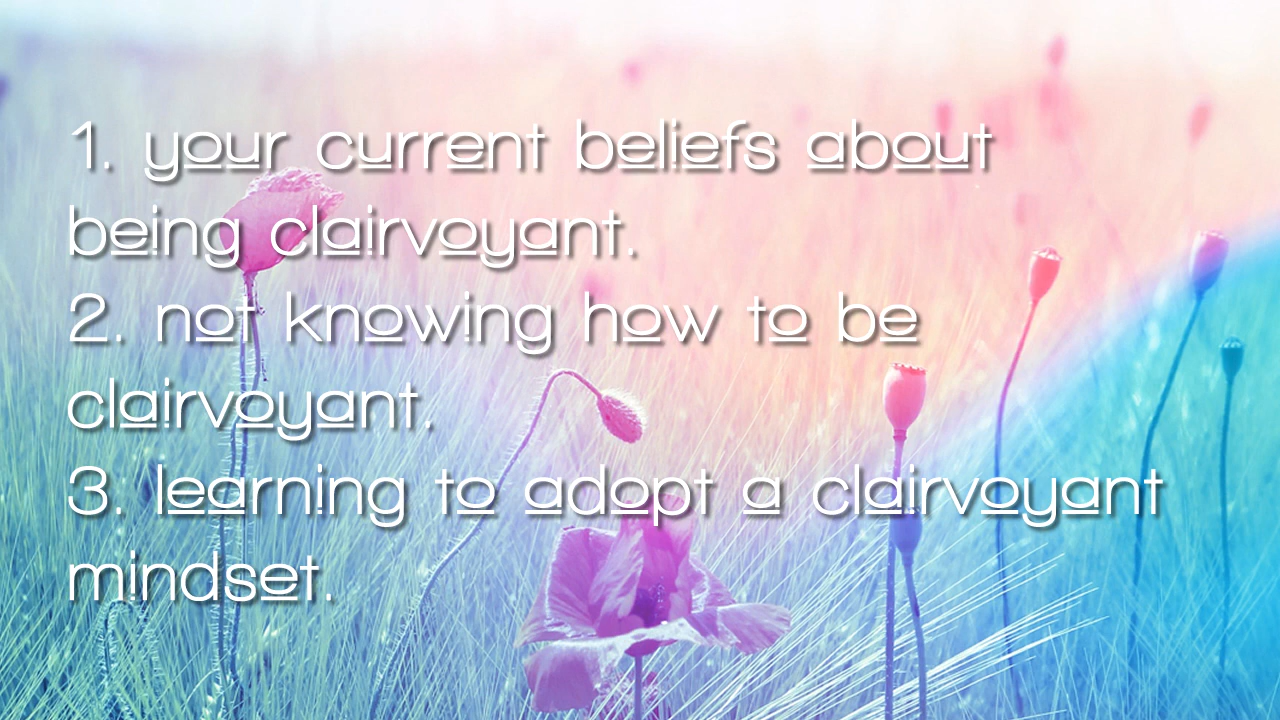 1. your current beliefs about
being clairvoyant.
2. not knowing how to be
clairvoyant.
3. learning to adopt a clairvoyant
mindset.